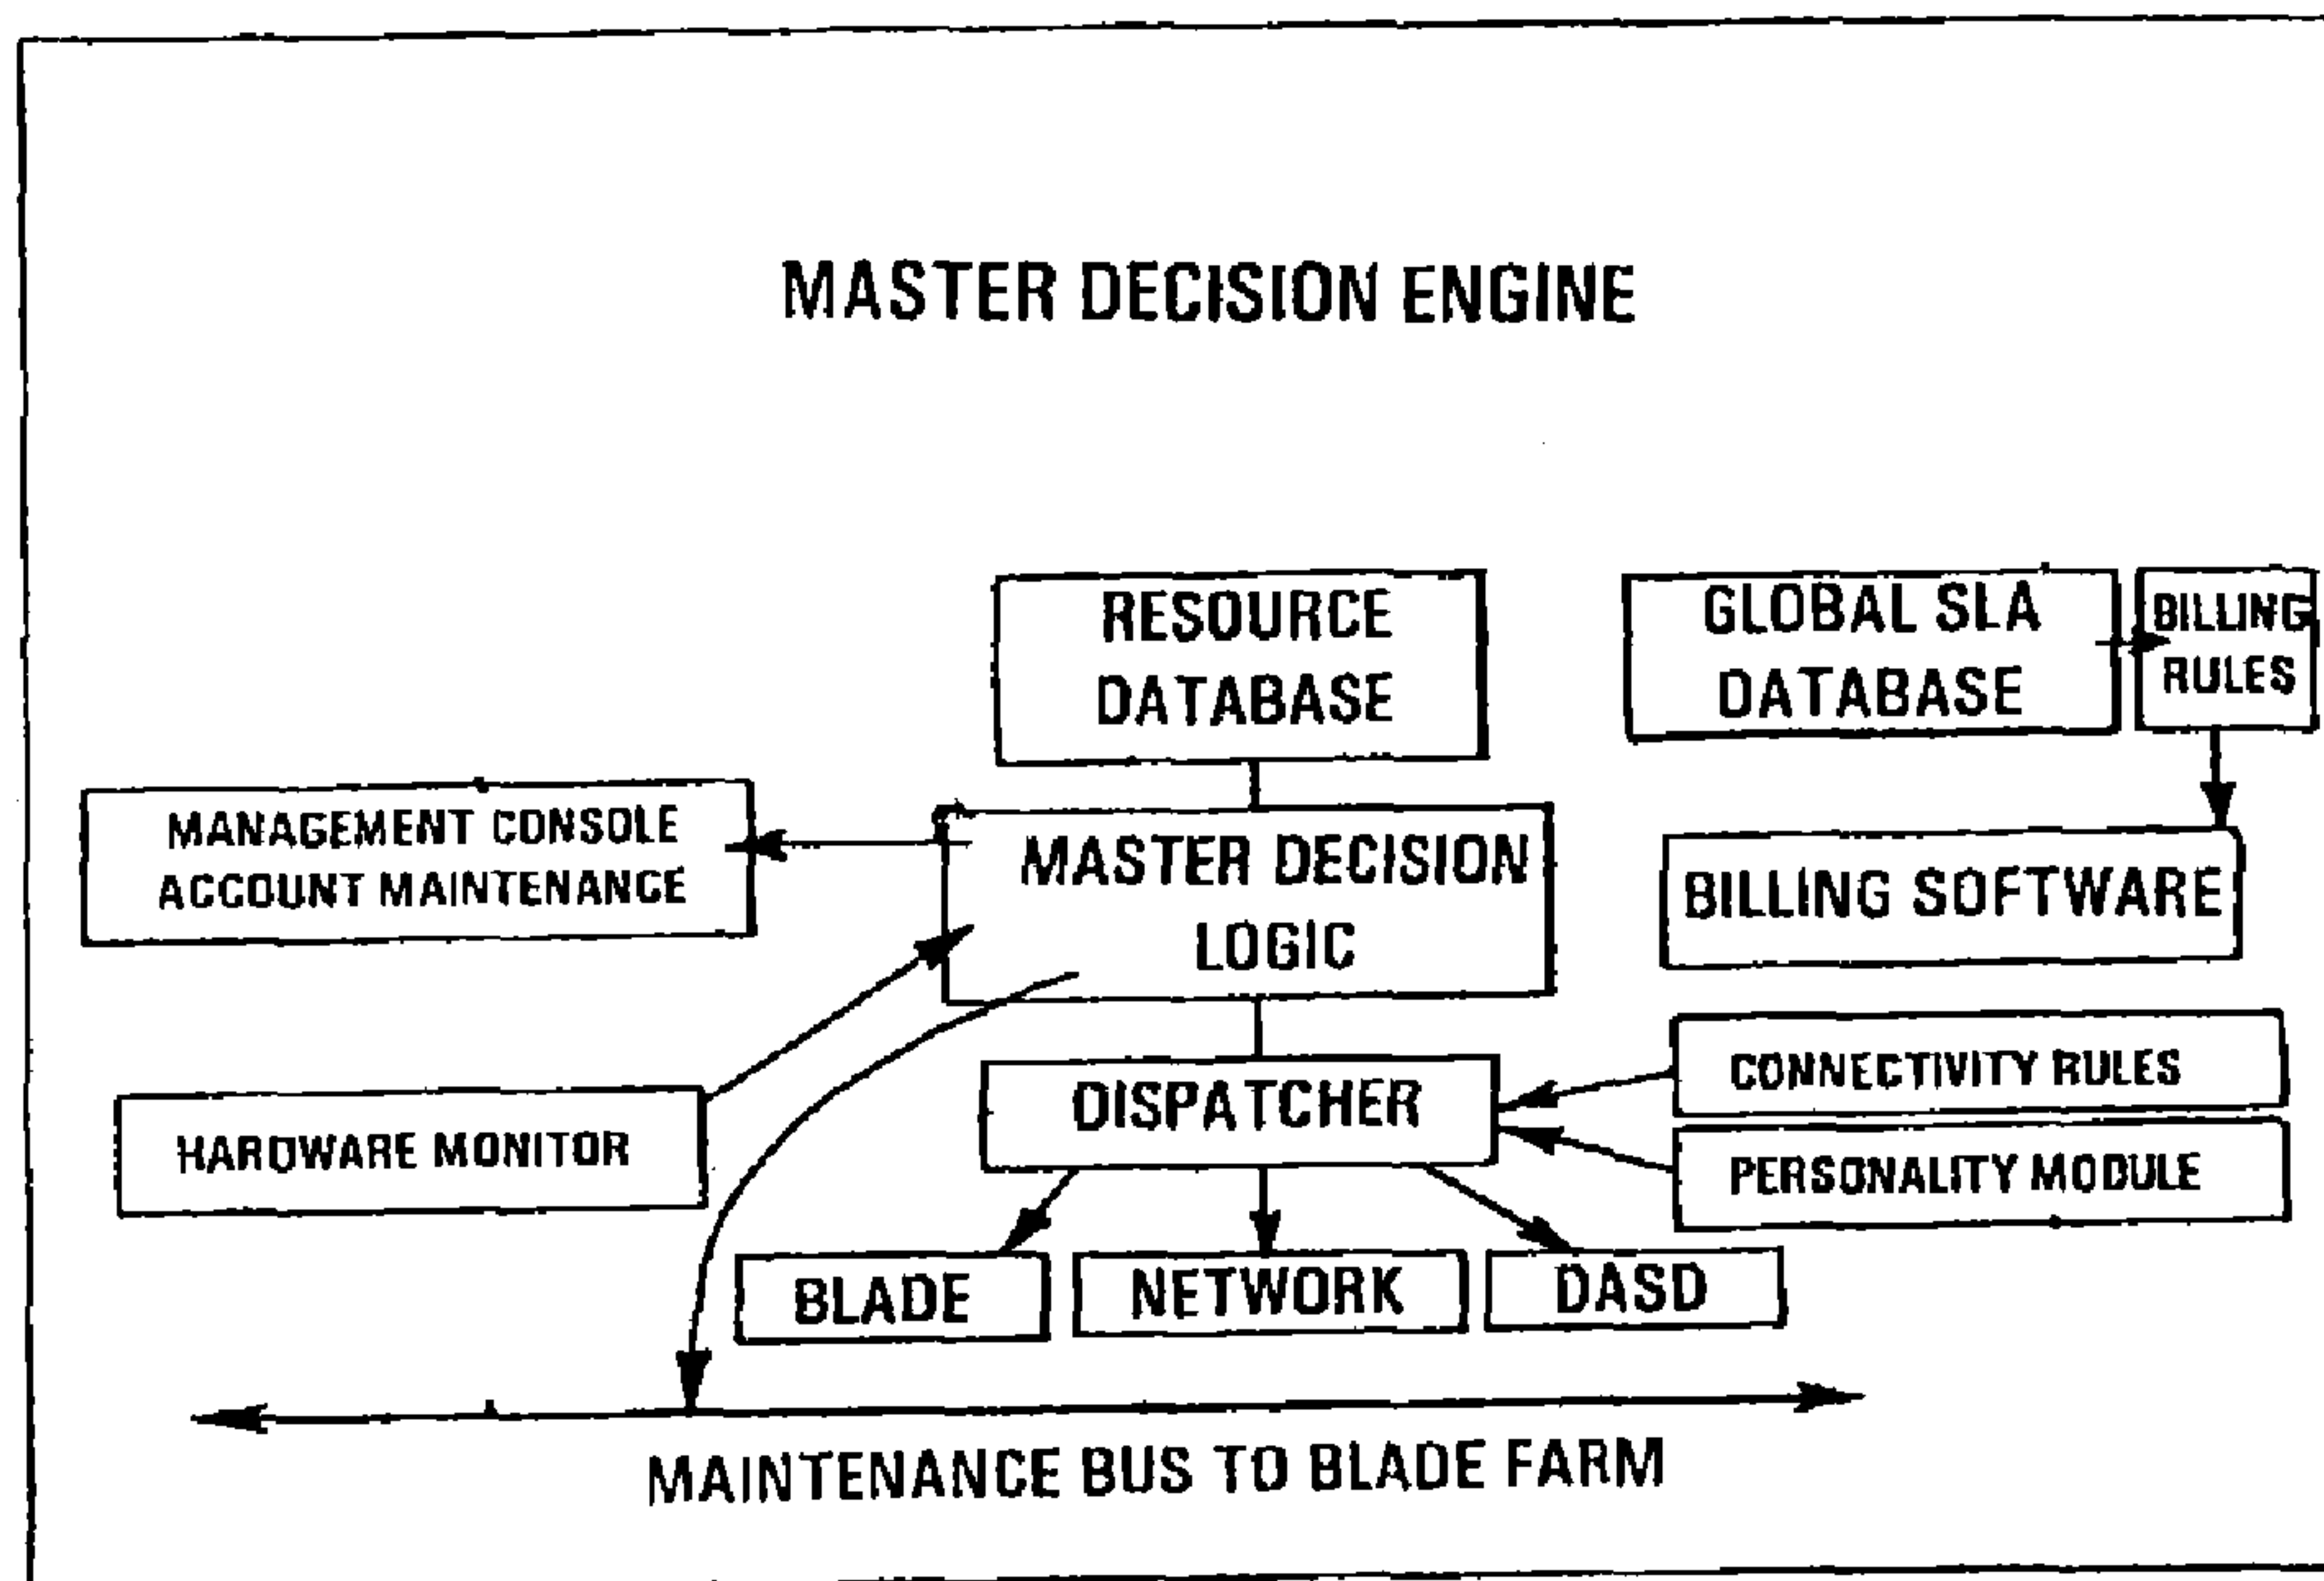 MASTER DECISION ENGINE
RESOURCE
DATABASE
GLOBAL SLA
DATABASE
BILLING
RULES
MANAGEMENT CONSOLE
ACCOUNT MAINTENANCE
MASTER DECISION
LOGIC
BILLING SOFTWARE
HARDWARE MONITOR
DISPATCHER
CONNECTIVITY RULES
PERSONALITY MODULE
BLADE
NETWORK
DASD
MAINTENANCE BUS TO BLADE FARM